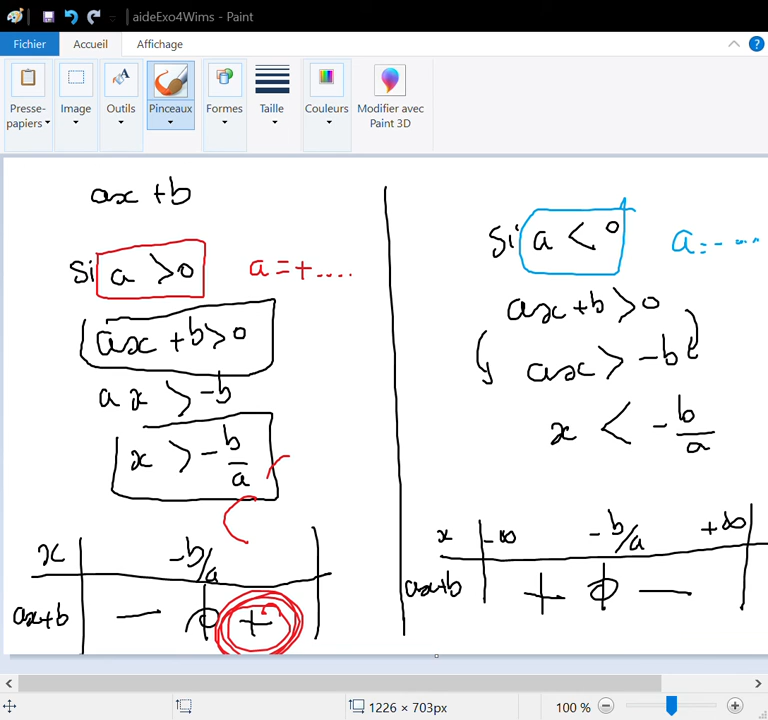 aideExo4Wims - Paint
Fichier Accueil Affichage
Presse-papiers Image Outils Pinceaux Formes Taille Couleurs Modifier avec Paint 3D
ax + b
Si a > 0 a = + ....
ax + b > 0
ax > -b
x > - b/a
x -b/a
ax+b - 0 +
Si a < 0 a = - ....
ax + b > 0
ax > -b
x < - b/a
x -∞ -b/a +∞
ax+b + 0 -
1226 × 703px 100 %